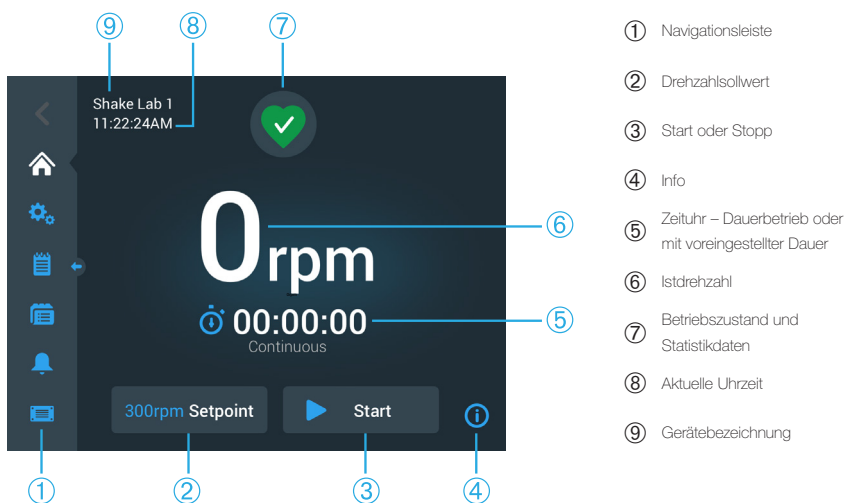 ⑨
⑧
⑦
Shake Lab 1
11:22:24AM
0rpm
⑥
00:00:00
⑤
Continuous
300rpm Setpoint
Start
①
②
③
④
① Navigationsleiste
② Drehzahlsollwert
③ Start oder Stopp
④ Info
⑤ Zeituhr – Dauerbetrieb oder
mit voreingestellter Dauer
⑥ Istdrehzahl
⑦ Betriebszustand und
Statistikdaten
⑧ Aktuelle Uhrzeit
⑨ Gerätebezeichnung